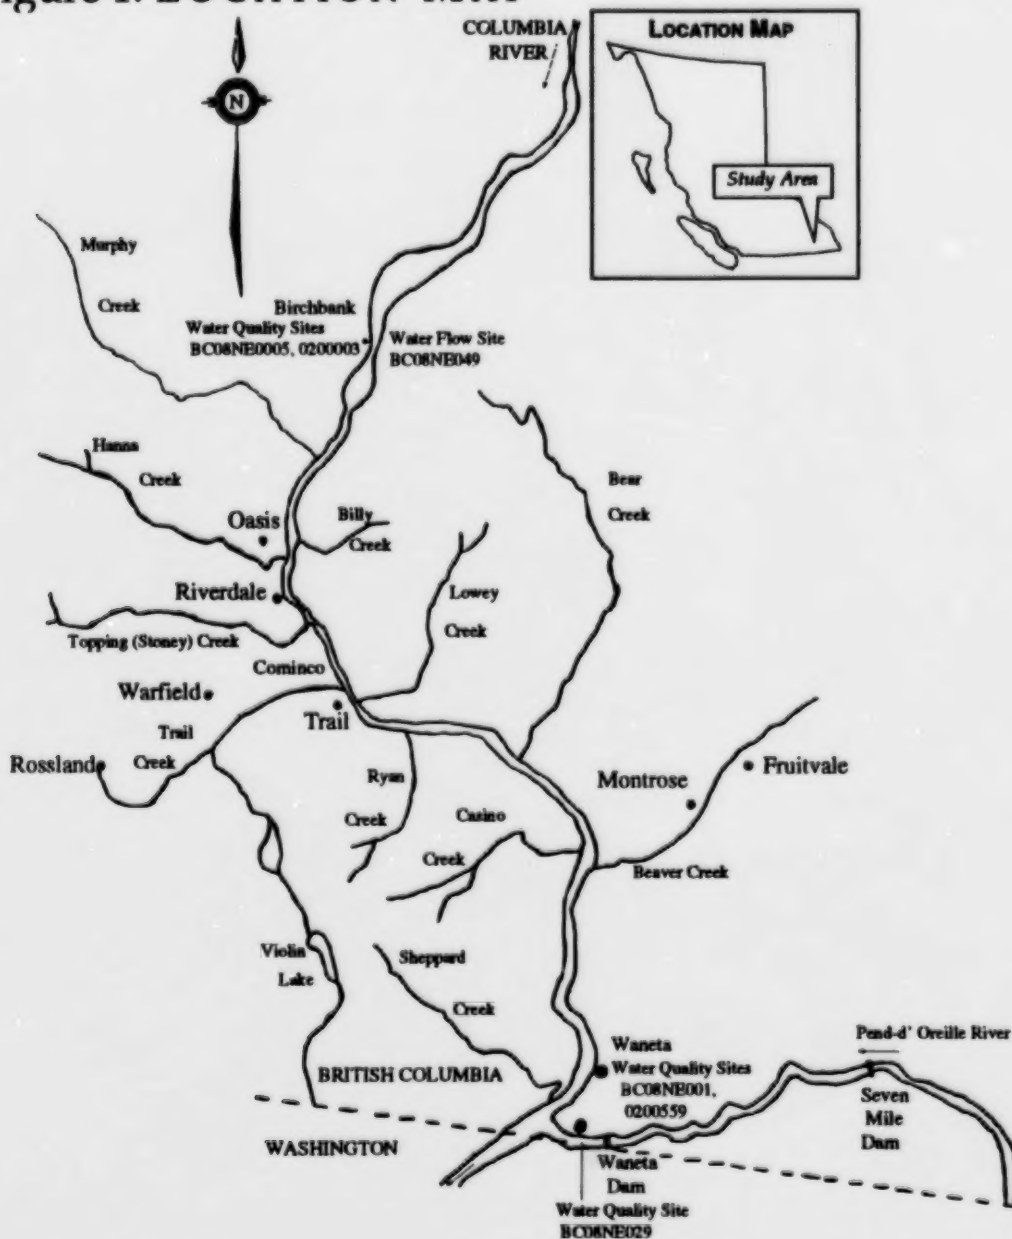 COLUMBIA
RIVER
LOCATION MAP
Study Area
N
Murphy
Creek
Birchbank
Water Quality Sites
BC08NE0005, 0200003
Water Flow Site
BC08NE049
Hanna
Creek
Bear
Creek
Oasis
Billy
Creek
Riverdale
Lowey
Creek
Topping (Stoney) Creek
Cominco
Warfield
Trail
Trail
Creek
Rossland
Ryan
Creek
Montrose
Fruitvale
Casino
Creek
Beaver Creek
Violin
Lake
Sheppard
Creek
Pend-d' Oreille River
Waneta
Water Quality Sites
BC08NE001,
0200559
BRITISH COLUMBIA
Seven
Mile
Dam
WASHINGTON
Waneta
Dam
Water Quality Site
BC08NE029